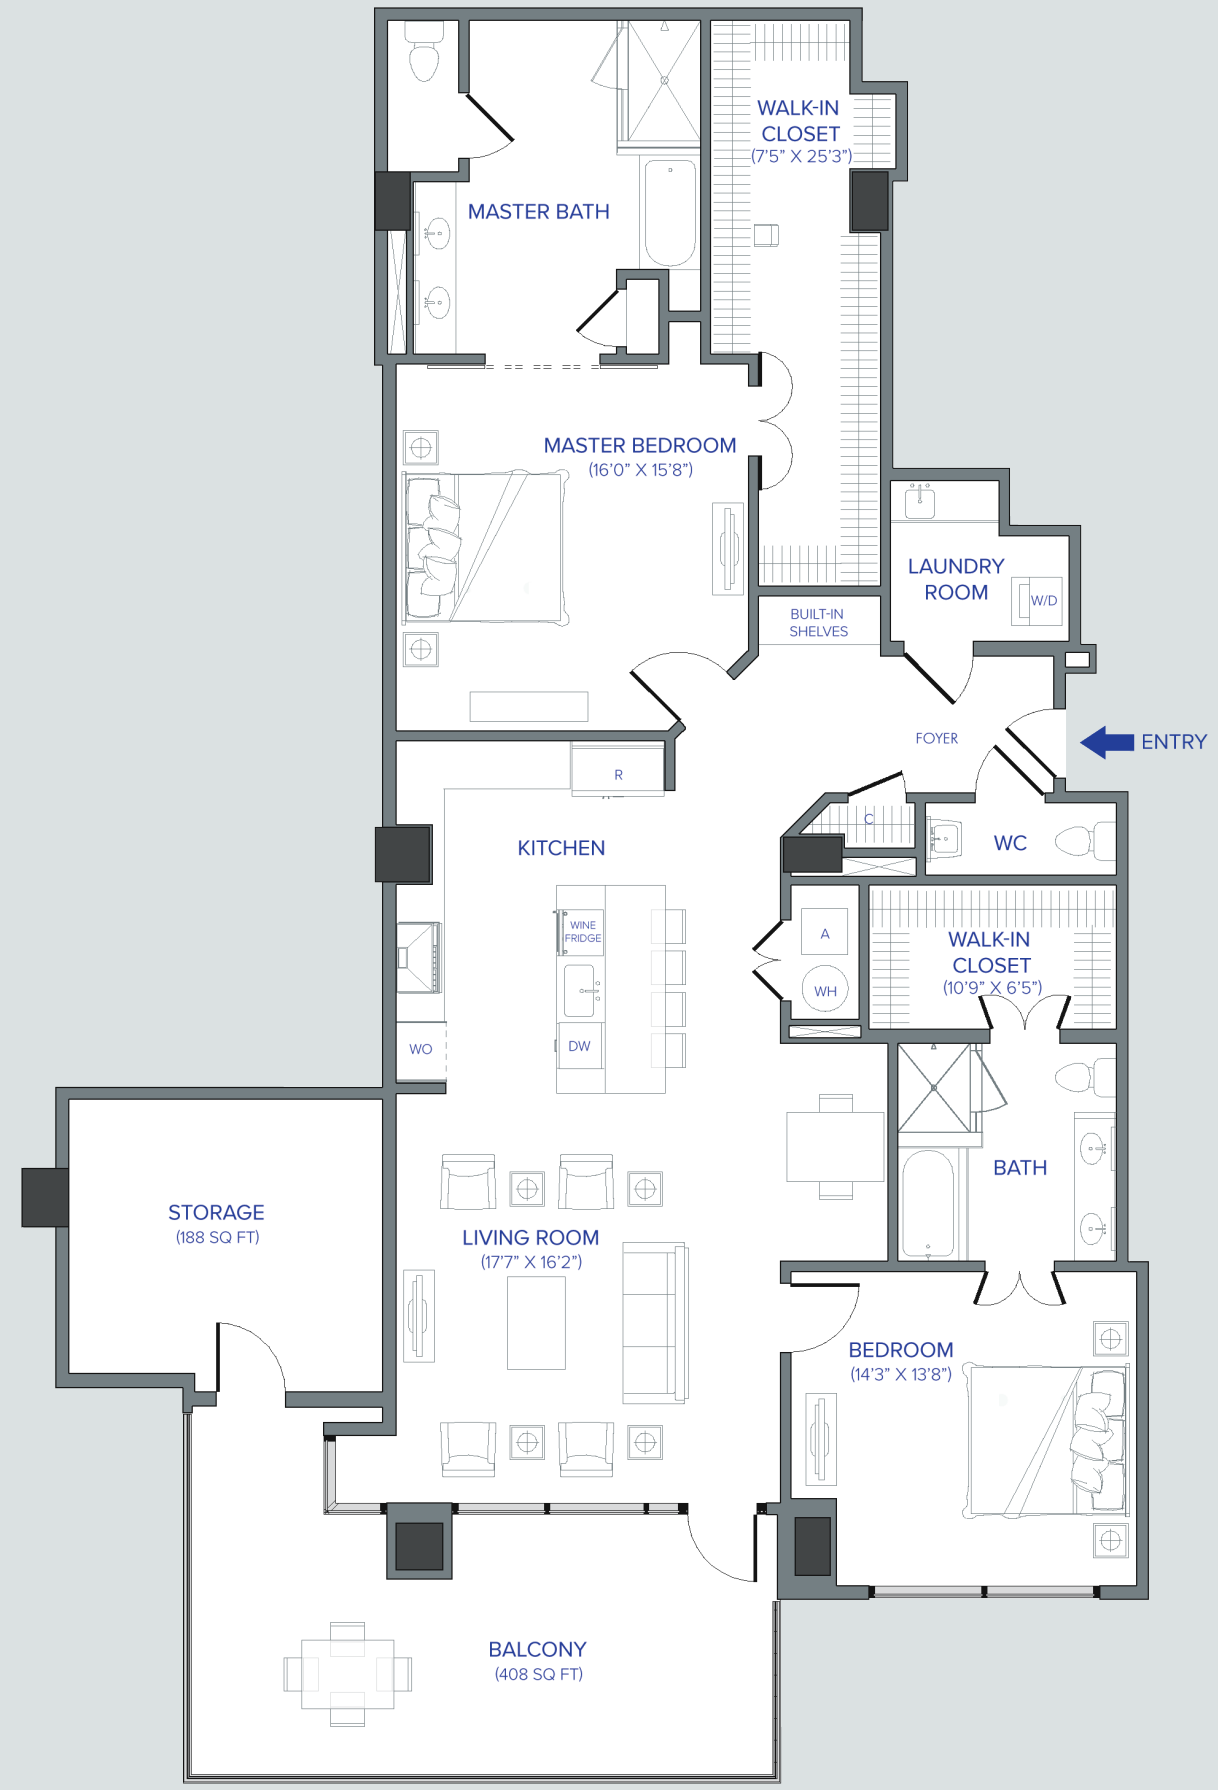 WALK-IN
CLOSET
(7'5" X 25'3")
MASTER BATH
MASTER BEDROOM
(16'0" X 15'8")
LAUNDRY
ROOM
W/D
BUILT-IN
SHELVES
FOYER
ENTRY
R
C
KITCHEN
WC
WINE
FRIDGE
A
WALK-IN
CLOSET
(10'9" X 6'5")
WH
WO
DW
BATH
STORAGE
(188 SQ FT)
LIVING ROOM
(17'7" X 16'2")
BEDROOM
(14'3" X 13'8")
BALCONY
(408 SQ FT)